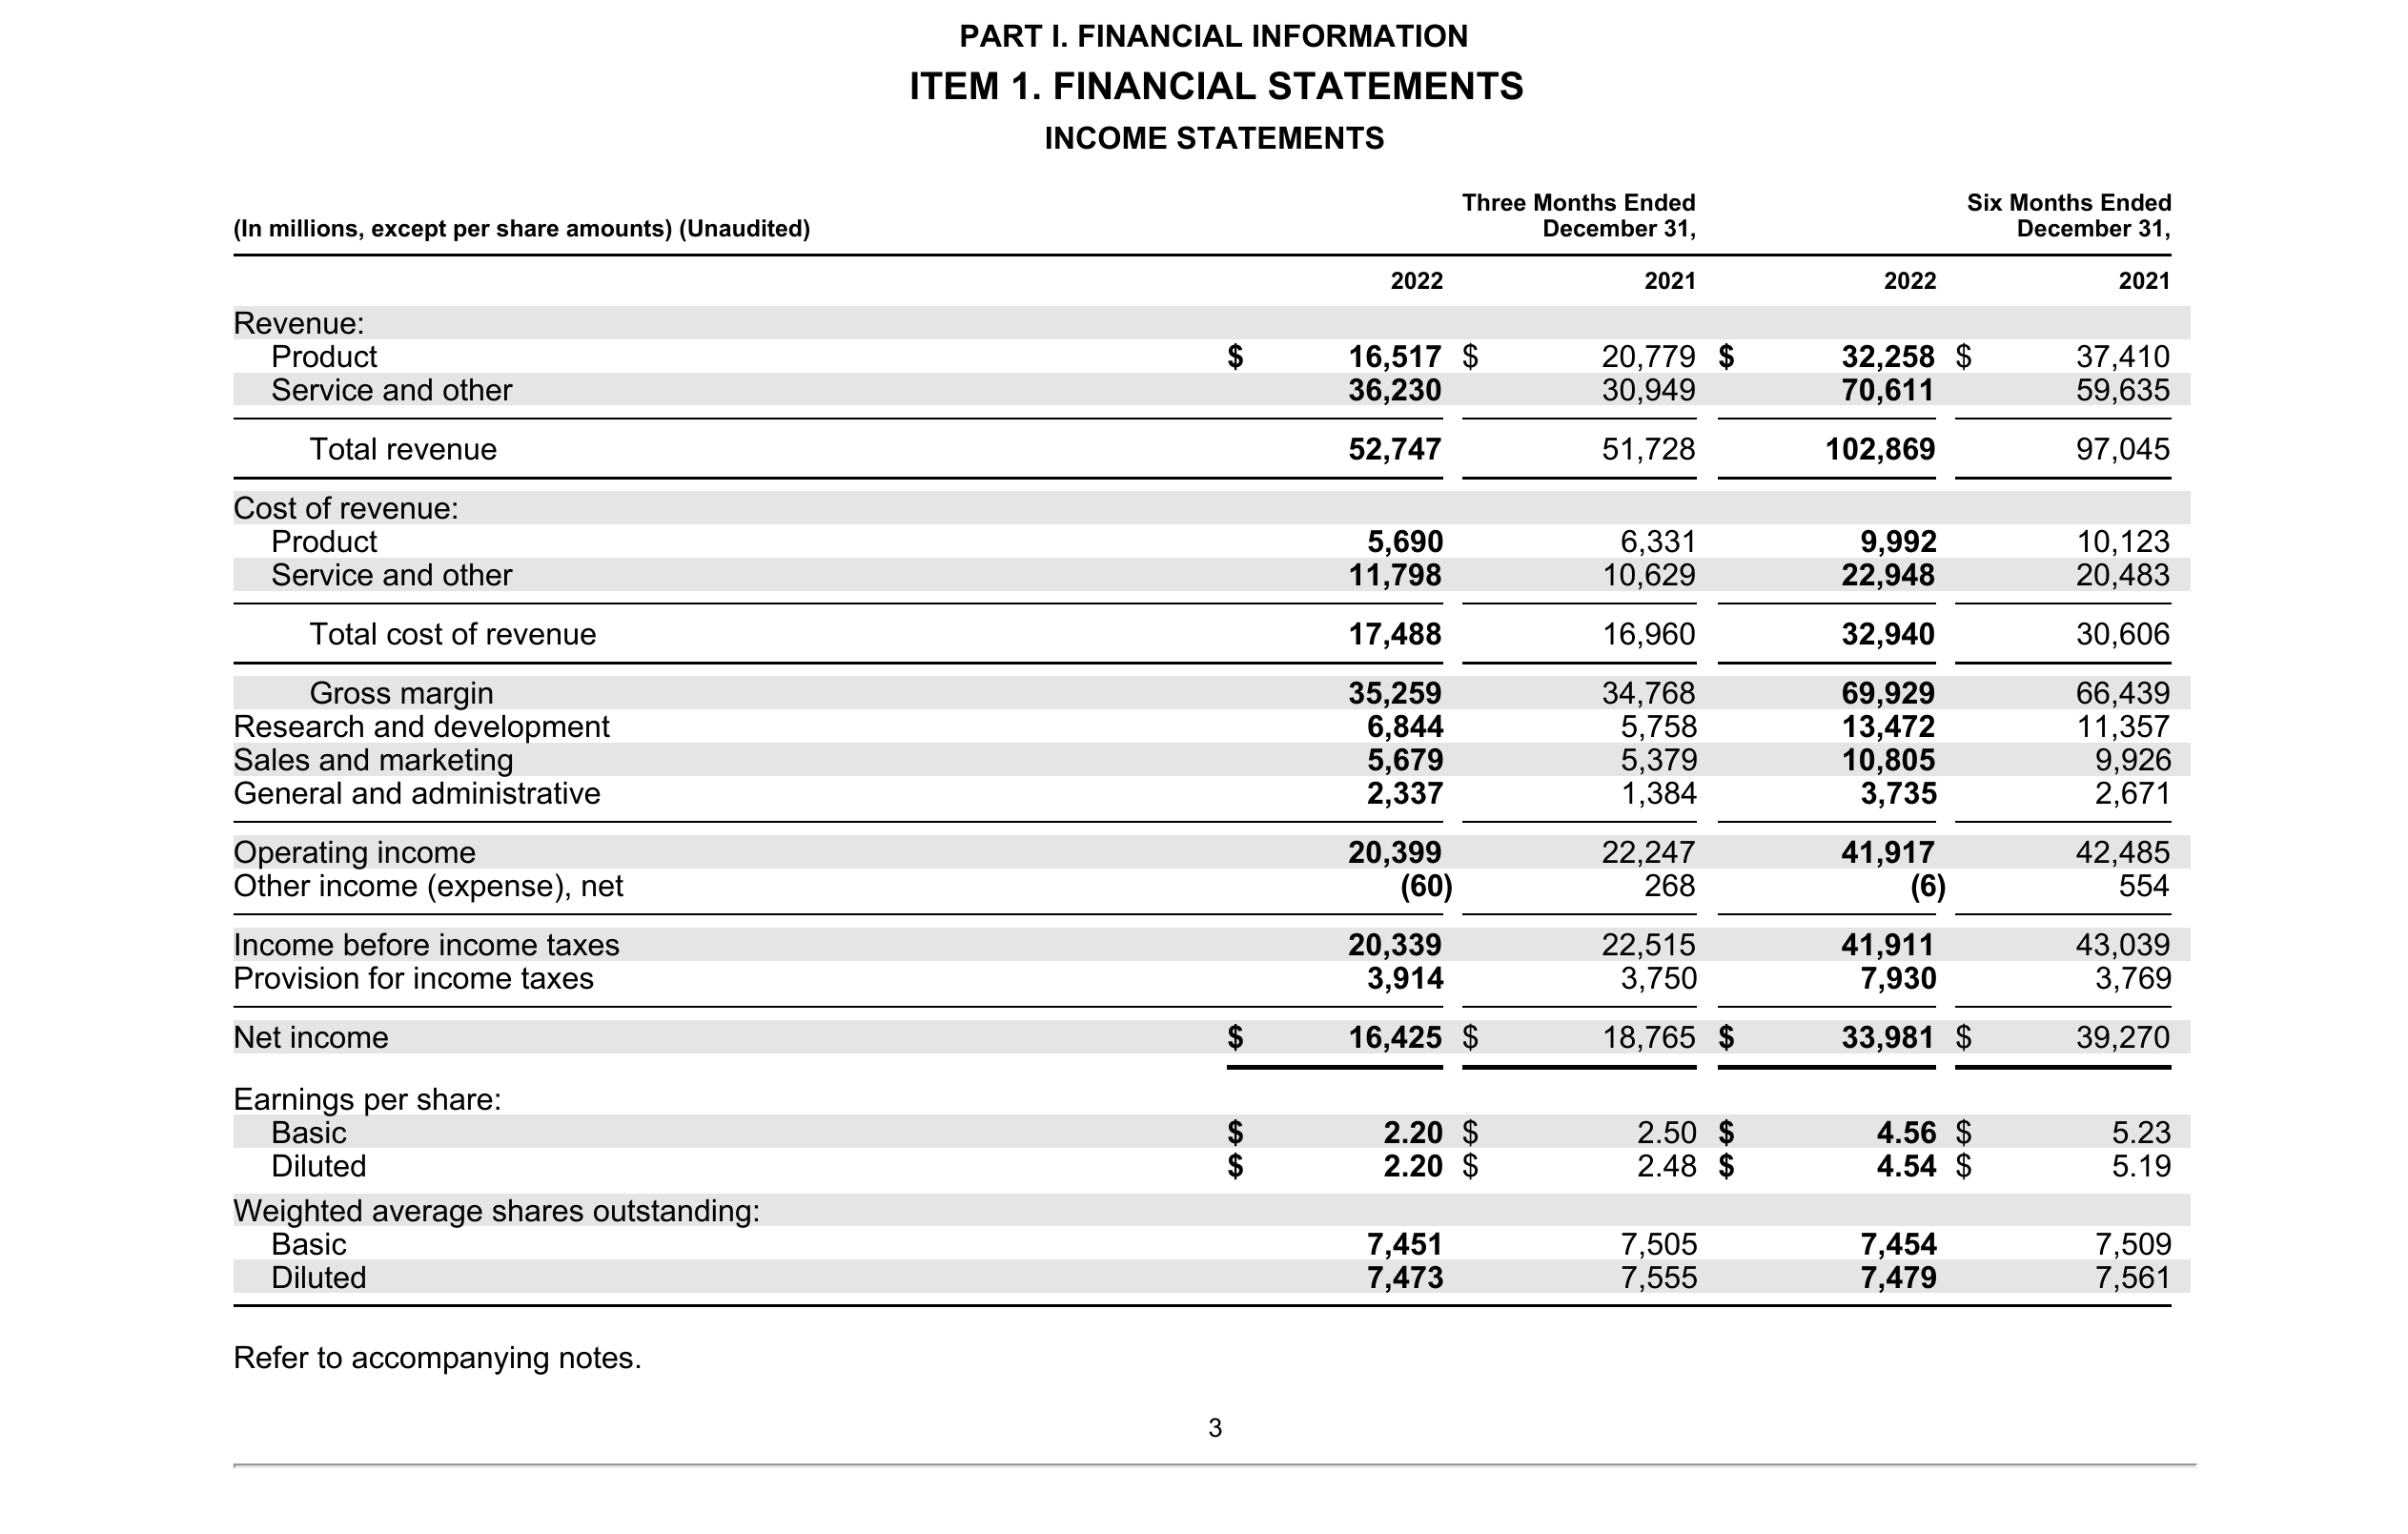 PART I. FINANCIAL INFORMATION
ITEM 1. FINANCIAL STATEMENTS
INCOME STATEMENTS
(In millions, except per share amounts) (Unaudited) Three Months Ended December 31, Six Months Ended December 31,
2022 2021 2022 2021
Revenue:
Product $ 16,517 $ 20,779 $ 32,258 $ 37,410
Service and other 36,230 30,949 70,611 59,635
Total revenue 52,747 51,728 102,869 97,045
Cost of revenue:
Product 5,690 6,331 9,992 10,123
Service and other 11,798 10,629 22,948 20,483
Total cost of revenue 17,488 16,960 32,940 30,606
Gross margin 35,259 34,768 69,929 66,439
Research and development 6,844 5,758 13,472 11,357
Sales and marketing 5,679 5,379 10,805 9,926
General and administrative 2,337 1,384 3,735 2,671
Operating income 20,399 22,247 41,917 42,485
Other income (expense), net (60) 268 (6) 554
Income before income taxes 20,339 22,515 41,911 43,039
Provision for income taxes 3,914 3,750 7,930 3,769
Net income $ 16,425 $ 18,765 $ 33,981 $ 39,270
Earnings per share:
Basic $ 2.20 $ 2.50 $ 4.56 $ 5.23
Diluted $ 2.20 $ 2.48 $ 4.54 $ 5.19
Weighted average shares outstanding:
Basic 7,451 7,505 7,454 7,509
Diluted 7,473 7,555 7,479 7,561
Refer to accompanying notes.
3